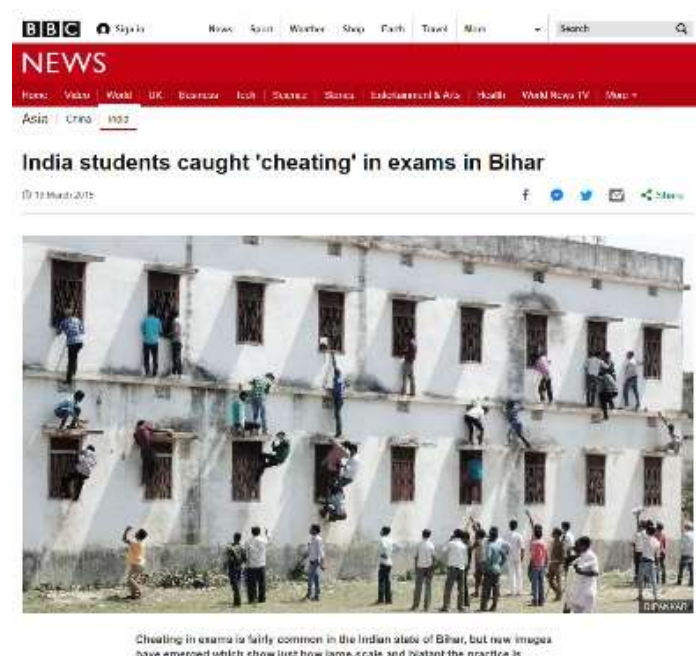 BBC Sign in News Sport Weather Shop Earth Travel More Search
NEWS
Home Video World UK Business Tech Science Stories Entertainment & Arts Health World News TV More
Asia China India
India students caught 'cheating' in exams in Bihar
19 March 2015 Share
DIPANKAR
Cheating in exams is fairly common in the Indian state of Bihar, but new images
have emerged which show just how large-scale and blatant the practice is